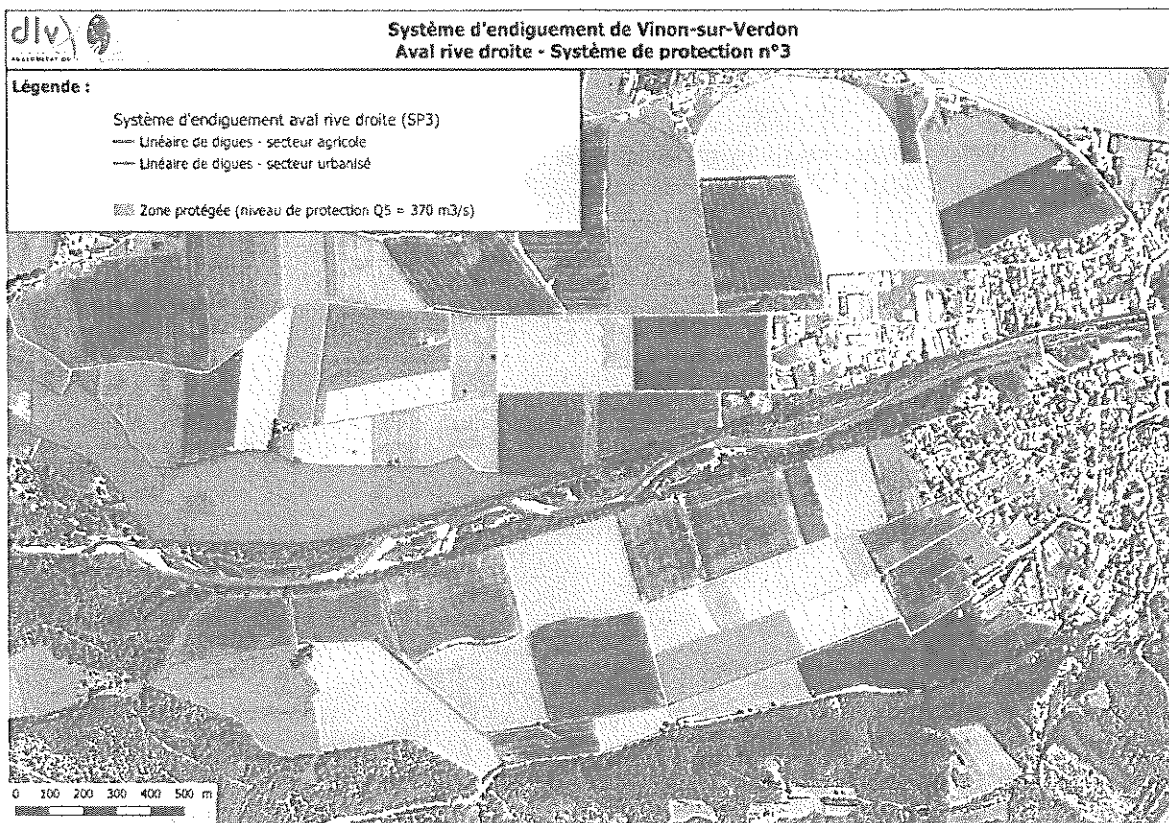 dlv
Système d'endiguement de Vinon-sur-Verdon
Aval rive droite - Système de protection n°3
Légende :
Système d'endiguement aval rive droite (SP3)
Linéaire de digues - secteur agricole
Linéaire de digues - secteur urbanisé
Zone protégée (niveau de protection Q5 = 370 m3/s)
0 100 200 300 400 500 m